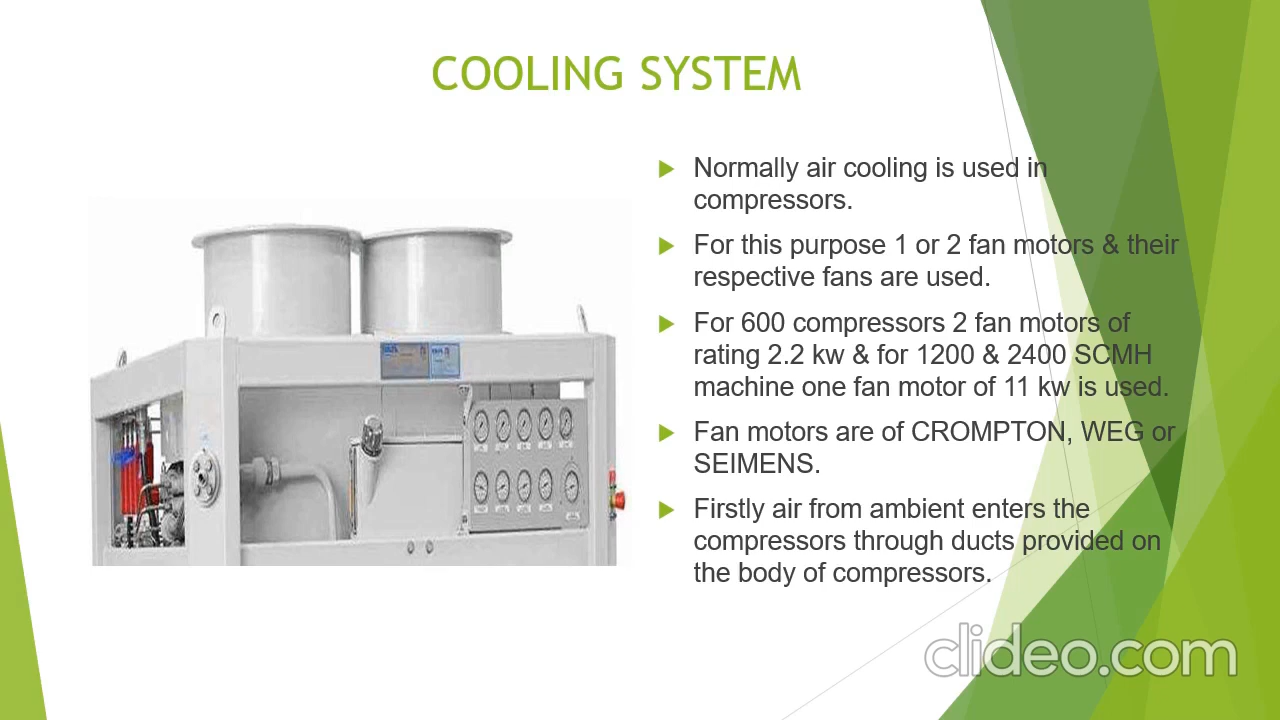 COOLING SYSTEM
Normally air cooling is used in
compressors.
For this purpose 1 or 2 fan motors & their
respective fans are used.
For 600 compressors 2 fan motors of
rating 2.2 kw & for 1200 & 2400 SCMH
machine one fan motor of 11 kw is used.
Fan motors are of CROMPTON, WEG or
SEIMENS.
Firstly air from ambient enters the
compressors through ducts provided on
the body of compressors.
clideo.com